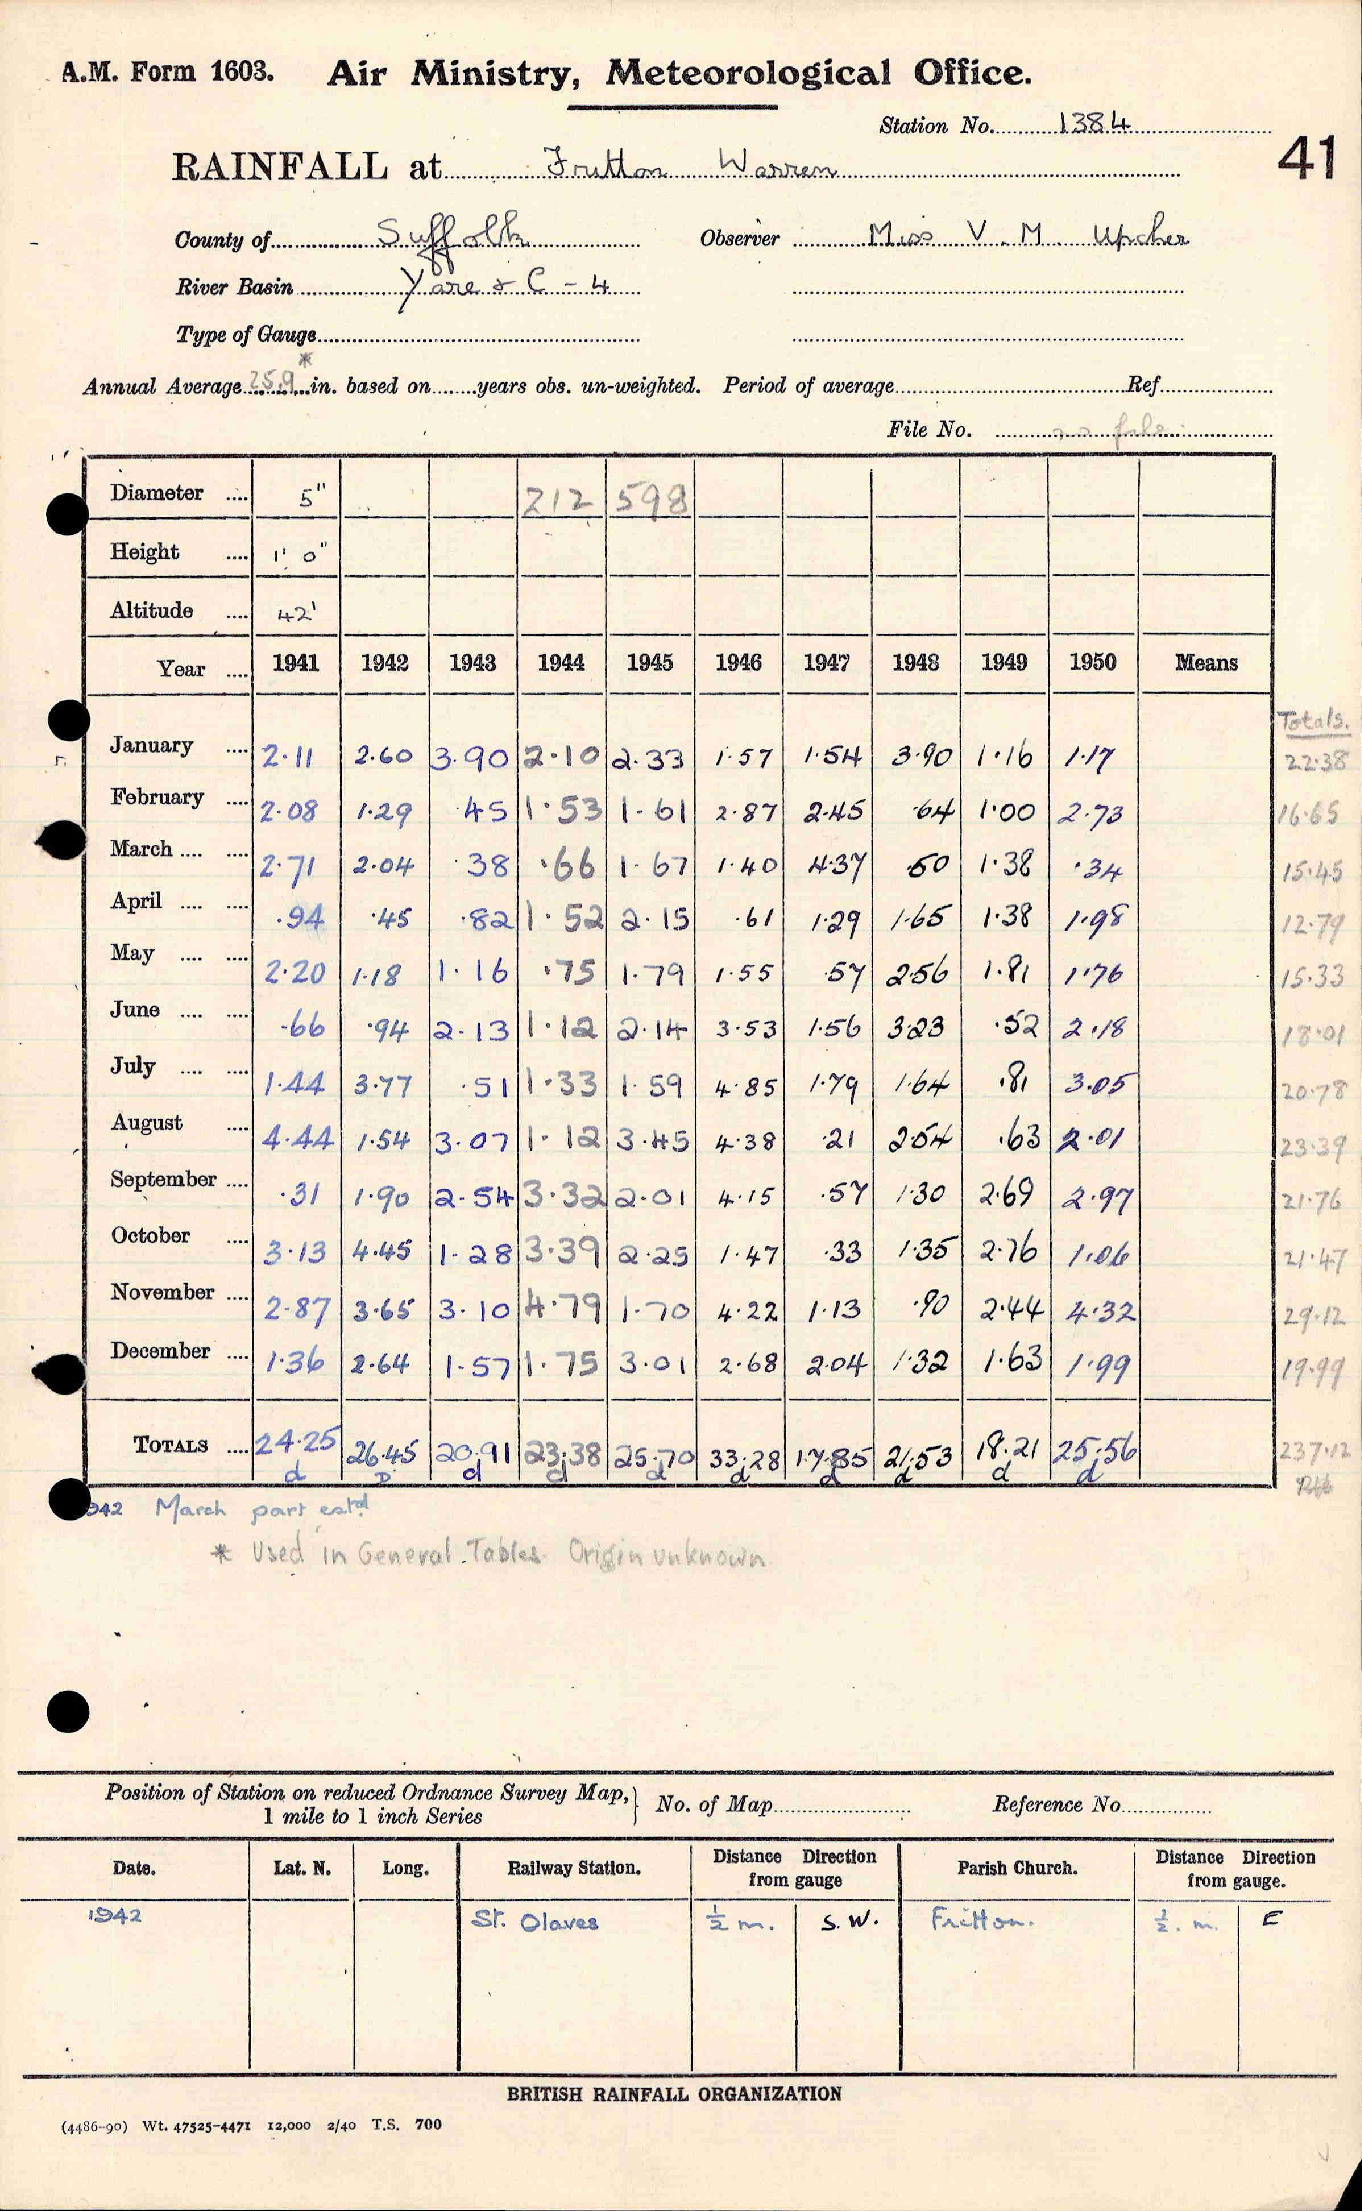 A.M. Form 1603. Air Ministry, Meteorological Office.
Station No. 1384
41
RAINFALL at Fritton Warren
County of Suffolk Observer Miss V. M. Upcher
River Basin Yare & C - 4
Type of Gauge
Annual Average 25.9* in. based on years obs. un-weighted. Period of average Ref.
File No. no file.
Diameter .... 5" 212 598
Height .... 1' 0"
Altitude .... 42'
Year .... 1941 1942 1943 1944 1945 1946 1947 1948 1949 1950 Means
Totals.
January .... 2.11 2.60 3.90 2.10 2.33 1.57 1.54 3.90 1.16 1.17 22.38
February .... 2.08 1.29 .45 1.53 1.61 2.87 2.45 .64 1.00 2.73 16.65
March .... .... 2.71 2.04 .38 .66 1.67 1.40 4.37 .50 1.38 .34 15.45
April .... .... .94 .45 .82 1.52 2.15 .61 1.29 1.65 1.38 1.98 12.79
May .... .... 2.20 1.18 1.16 .75 1.79 1.55 .57 2.56 1.81 1.76 15.33
June .... .... .66 .94 2.13 1.12 2.14 3.53 1.56 3.23 .52 2.18 18.01
July .... .... 1.44 3.77 .51 1.33 1.59 4.85 1.79 1.64 .81 3.05 20.78
August .... 4.44 1.54 3.07 1.12 3.45 4.38 .21 2.54 .63 2.01 23.39
September .... .31 1.90 2.54 3.32 2.01 4.15 .57 1.30 2.69 2.97 21.76
October .... 3.13 4.45 1.28 3.39 2.25 1.47 .33 1.35 2.76 1.06 21.47
November .... 2.87 3.65 3.10 4.79 1.70 4.22 1.13 .90 2.44 4.32 29.12
December .... 1.36 2.64 1.57 1.75 3.01 2.68 2.04 1.32 1.63 1.99 19.99
TOTALS .... 24.25 26.45 20.91 23.38 25.70 33.28 17.85 21.53 18.21 25.56 237.12
d D d d d d d d d d
1942 March part estd.
* Used in General Tables. Origin unknown.
Position of Station on reduced Ordnance Survey Map, } No. of Map Reference No.
1 mile to 1 inch Series
Date. Lat. N. Long. Railway Station. Distance Direction from gauge Parish Church. Distance Direction from gauge.
1942 St. Olaves ½ m. S.W. Fritton. ½ m. E
BRITISH RAINFALL ORGANIZATION
(4486-90) Wt. 47525-4471 12,000 2/40 T.S. 700